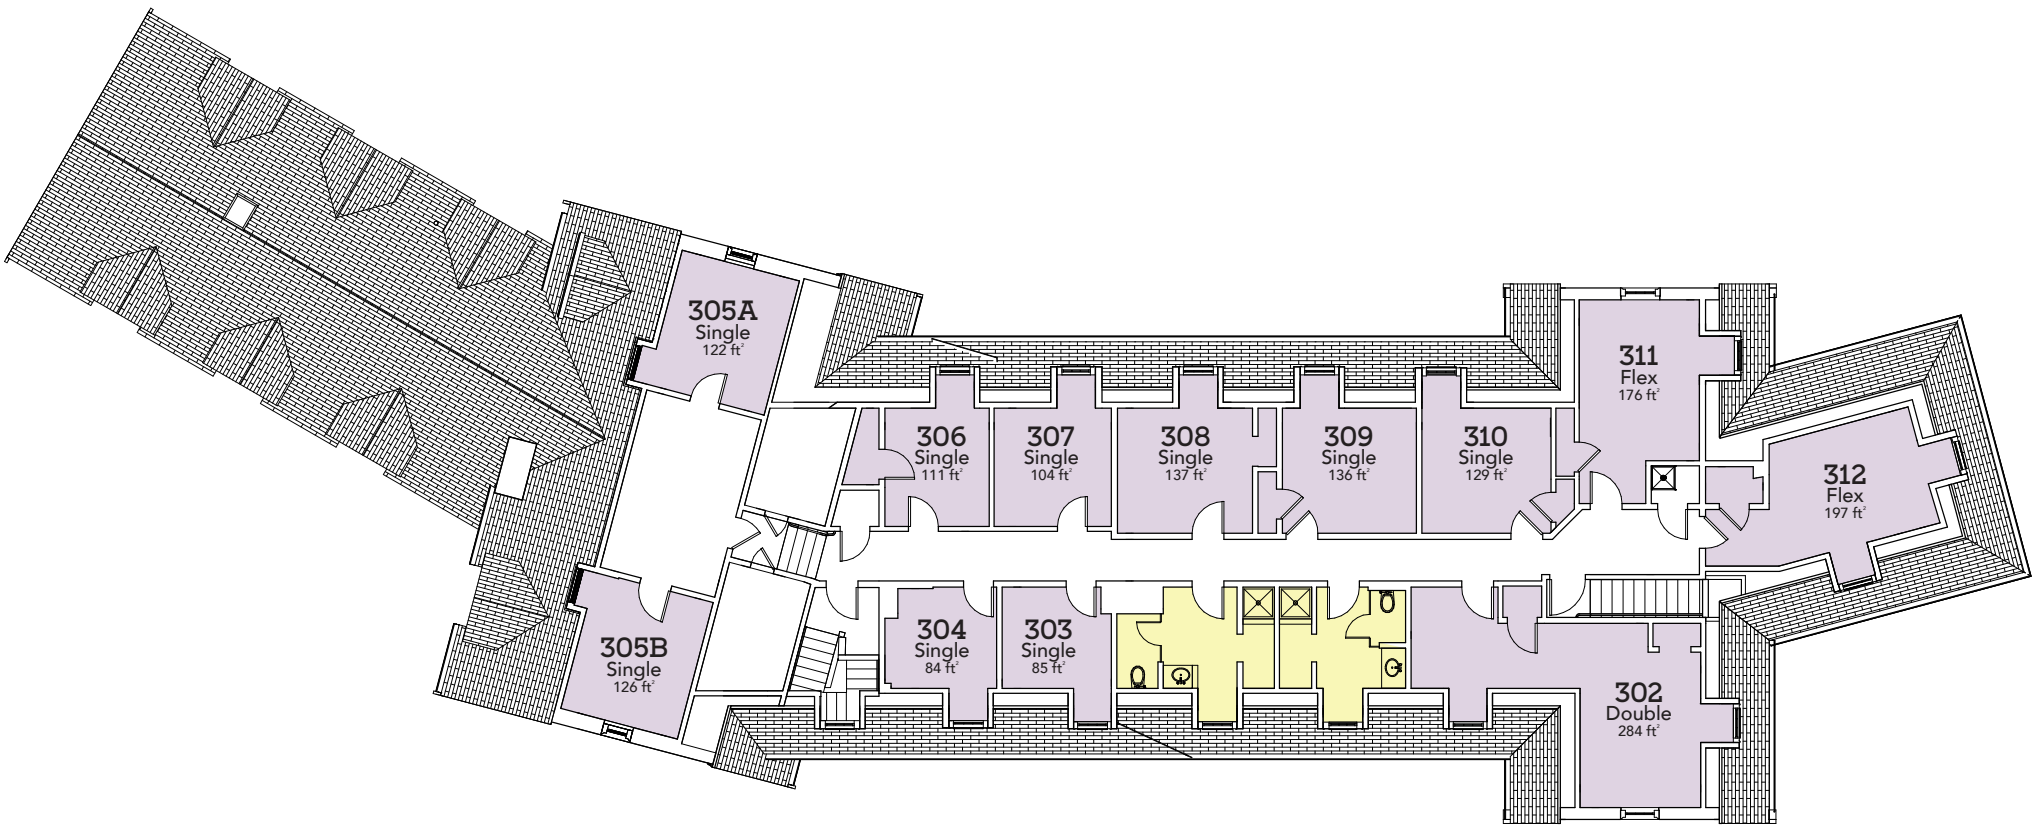 305A
Single
122 ft²
311
Flex
176 ft²
306
Single
111 ft²
307
Single
104 ft²
308
Single
137 ft²
309
Single
136 ft²
310
Single
129 ft²
312
Flex
197 ft²
305B
Single
126 ft²
304
Single
84 ft²
303
Single
85 ft²
302
Double
284 ft²